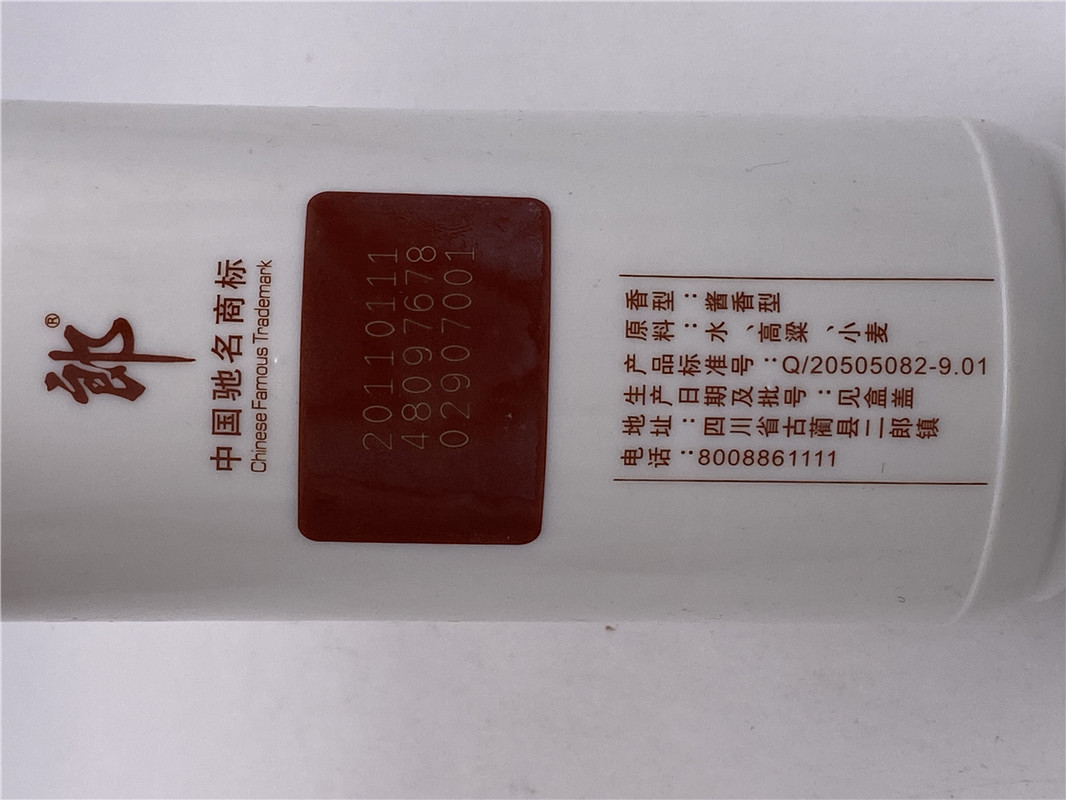 郎®
中国驰名商标
Chinese Famous Trademark
2011 0111
48097678
02907001
香型：酱香型
原料：水、高粱、小麦
产品标准号：Q/20505082-9.01
生产日期及批号：见盒盖
地址：四川省古蔺县二郎镇
电话：8008861111